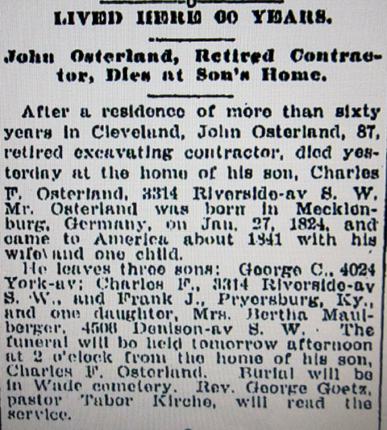 LIVED HERE 60 YEARS.
John Osterland, Retired Contrac-
tor, Dies at Son's Home.
After a residence of more than sixty
years in Cleveland, John Osterland, 87,
retired excavating contractor, died yes-
terday at the home of his son, Charles
F. Osterland, 3314 Riverside-av S. W.
Mr. Osterland was born in Mecklen-
burg, Germany, on Jan. 27, 1824, and
came to America about 1841 with his
wife and one child.
He leaves three sons: George C., 4024
York-av; Charles F., 3314 Riverside-av
S. W., and Frank J., Pryorsburg, Ky.,
and one daughter, Mrs. Bertha Maul-
berger, 4506 Denison-av S. W. The
funeral will be held tomorrow afternoon
at 2 o'clock from the home of his son,
Charles F. Osterland. Burial will be
in Wade cemetery. Rev. George Goetz,
pastor Tabor Kirche, will read the
service.